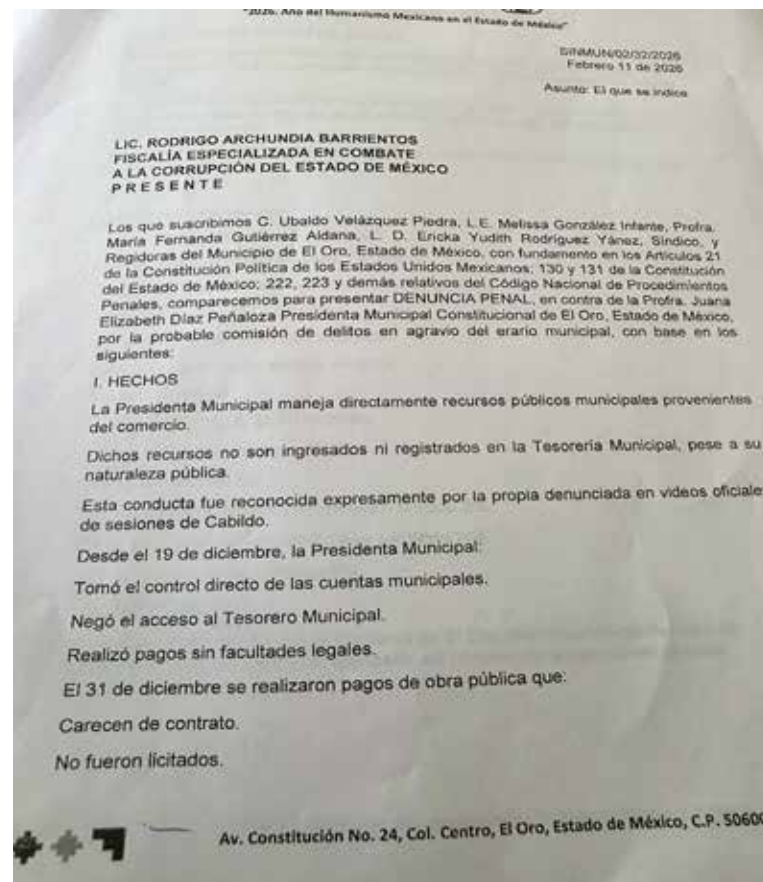 "2026. Año del Humanismo Mexicano en el Estado de México"
SINMUN/02/32/2026
Febrero 11 de 2026
Asunto: El que se indica
LIC. RODRIGO ARCHUNDIA BARRIENTOS
FISCALÍA ESPECIALIZADA EN COMBATE
A LA CORRUPCIÓN DEL ESTADO DE MÉXICO
P R E S E N T E
Los que suscribimos C. Ubaldo Velázquez Piedra, L.E. Melissa González Infante, Profra.
María Fernanda Gutiérrez Aldana, L. D. Ericka Yudith Rodríguez Yánez, Síndico, y
Regidoras del Municipio de El Oro, Estado de México, con fundamento en los Artículos 21
de la Constitución Política de los Estados Unidos Mexicanos; 130 y 131 de la Constitución
del Estado de México; 222, 223 y demás relativos del Código Nacional de Procedimientos
Penales, comparecemos para presentar DENUNCIA PENAL, en contra de la Profra. Juana
Elizabeth Díaz Peñaloza Presidenta Municipal Constitucional de El Oro, Estado de México,
por la probable comisión de delitos en agravio del erario municipal, con base en los
siguientes:
I. HECHOS
La Presidenta Municipal maneja directamente recursos públicos municipales provenientes
del comercio.
Dichos recursos no son ingresados ni registrados en la Tesorería Municipal, pese a su
naturaleza pública.
Esta conducta fue reconocida expresamente por la propia denunciada en videos oficiale
de sesiones de Cabildo.
Desde el 19 de diciembre, la Presidenta Municipal:
Tomó el control directo de las cuentas municipales.
Negó el acceso al Tesorero Municipal.
Realizó pagos sin facultades legales.
El 31 de diciembre se realizaron pagos de obra pública que:
Carecen de contrato.
No fueron licitados.
Av. Constitución No. 24, Col. Centro, El Oro, Estado de México, C.P. 50600